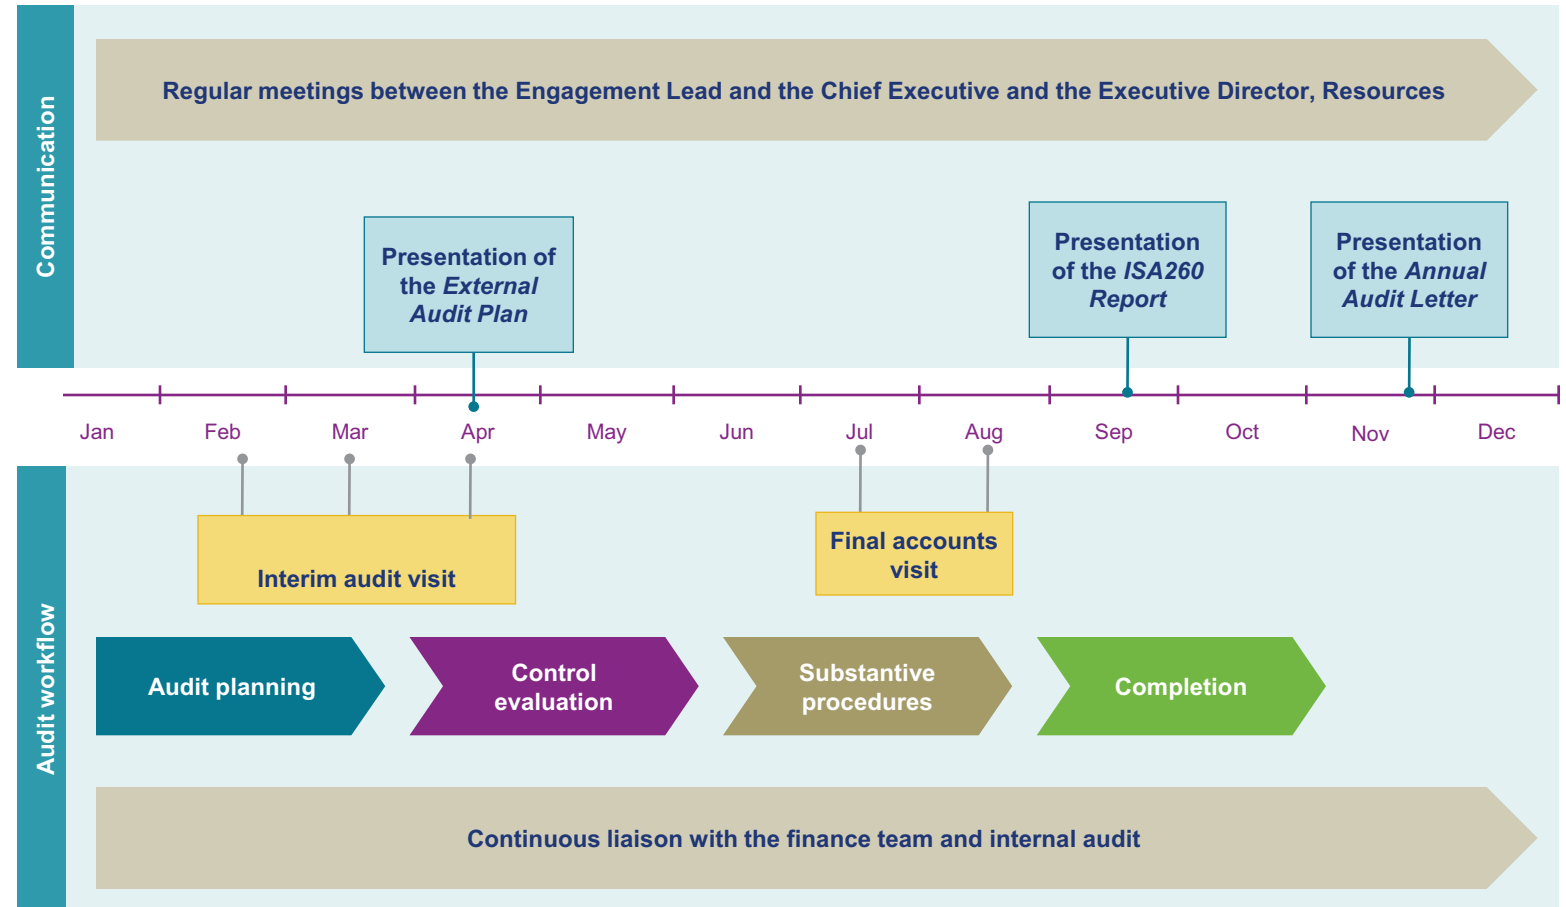 Communication
Regular meetings between the Engagement Lead and the Chief Executive and the Executive Director, Resources
Presentation of
the External
Audit Plan
Presentation
of the ISA260
Report
Presentation
of the Annual
Audit Letter
Jan Feb Mar Apr May Jun Jul Aug Sep Oct Nov Dec
Audit workflow
Interim audit visit
Final accounts
visit
Audit planning
Control
evaluation
Substantive
procedures
Completion
Continuous liaison with the finance team and internal audit